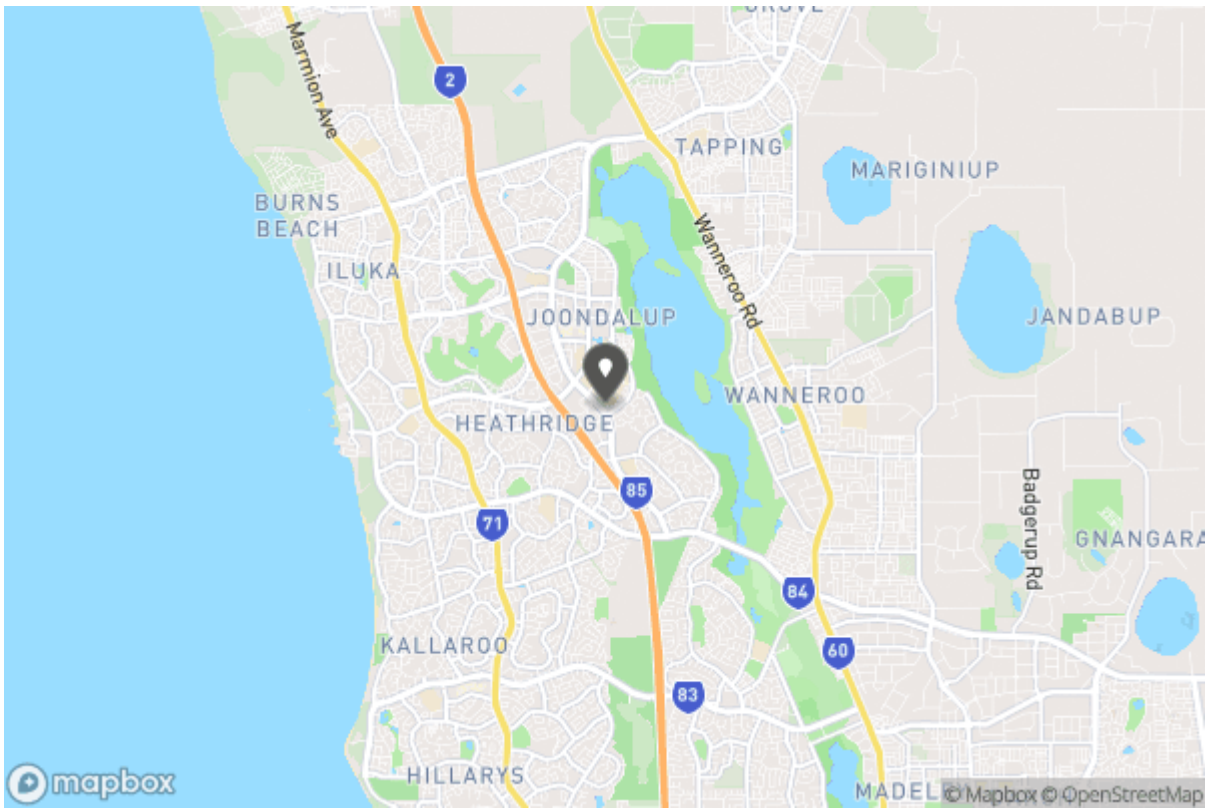 GROVE
Marmion Ave
2
TAPPING
MARIGINIUP
BURNS
BEACH
Wanneroo Rd
ILUKA
JOONDALUP
JANDABUP
WANNEROO
HEATHRIDGE
85
Badgerup Rd
71
GNANGARA
84
KALLAROO
60
83
HILLARYS
mapbox
MADELEY
© Mapbox © OpenStreetMap